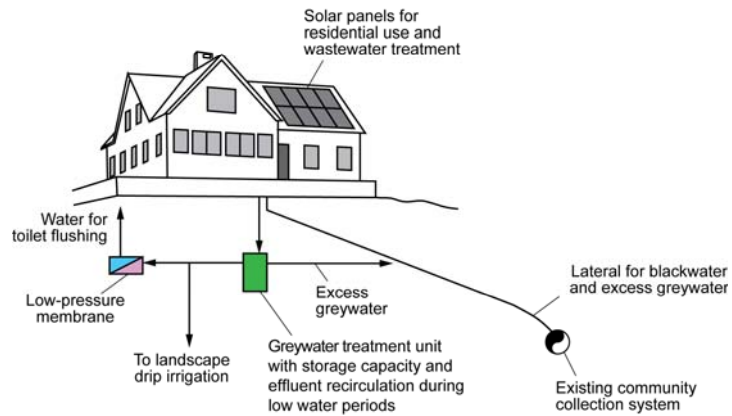 Solar panels for
residential use and
wastewater treatment
Water for
toilet flushing
Low-pressure
membrane
To landscape
drip irrigation
Excess
greywater
Greywater treatment unit
with storage capacity and
effluent recirculation during
low water periods
Lateral for blackwater
and excess greywater
Existing community
collection system